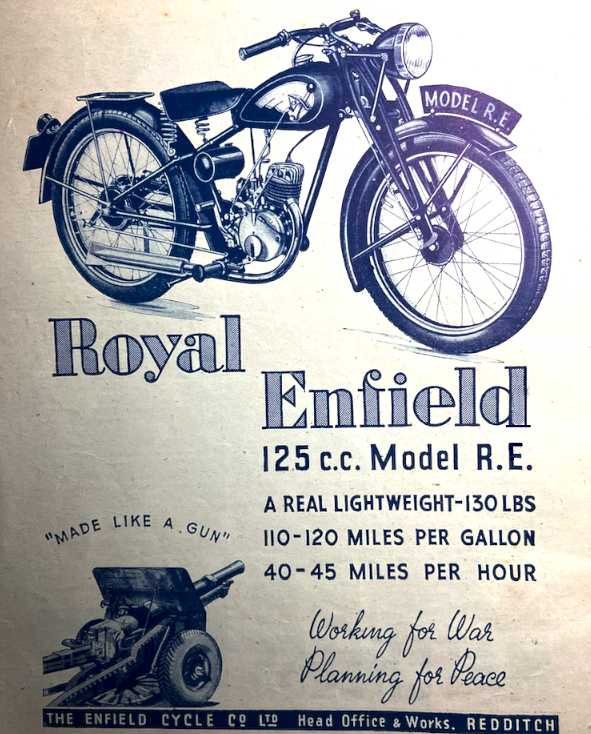 MODEL R.E.
Royal
Enfield
125 c.c. Model R.E.
A REAL LIGHTWEIGHT-130 LBS
110-120 MILES PER GALLON
40-45 MILES PER HOUR
"MADE LIKE A GUN"
Working for War
Planning for Peace
THE ENFIELD CYCLE Co LTD Head Office & Works, REDDITCH